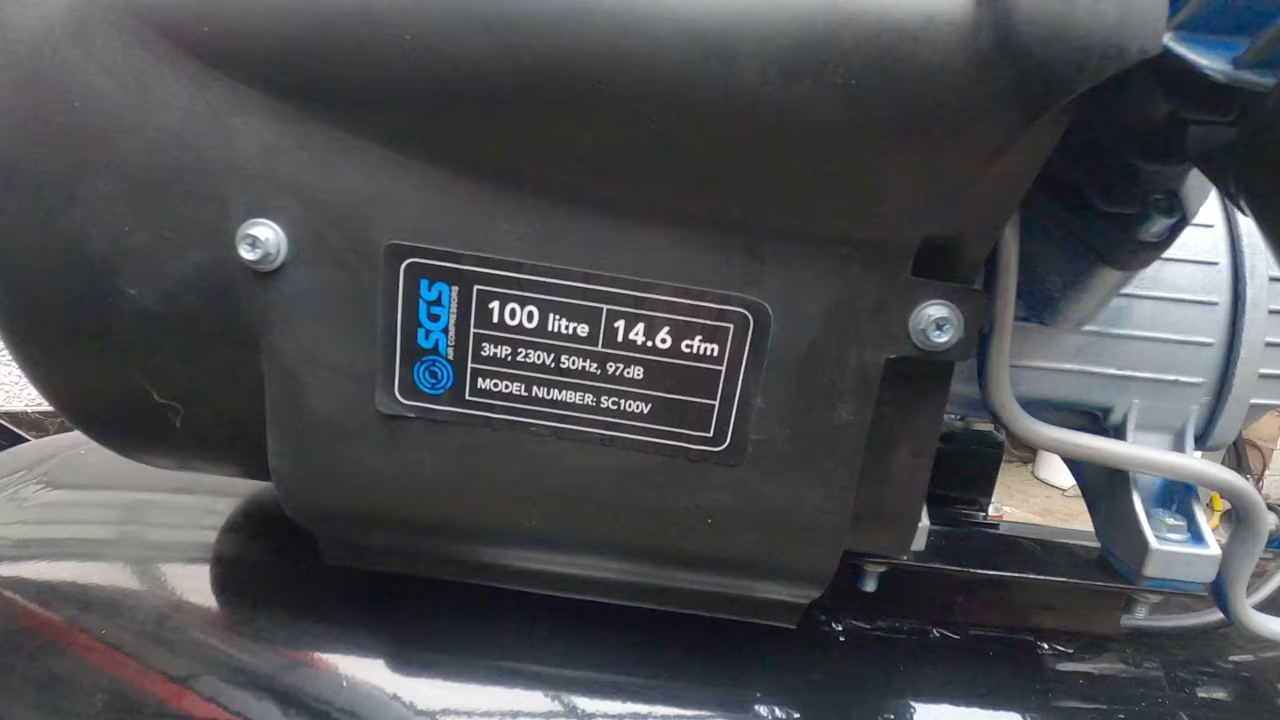 SGS
AIR COMPRESSORS
100 litre
14.6 cfm
3HP, 230V, 50Hz, 97dB
MODEL NUMBER: SC100V